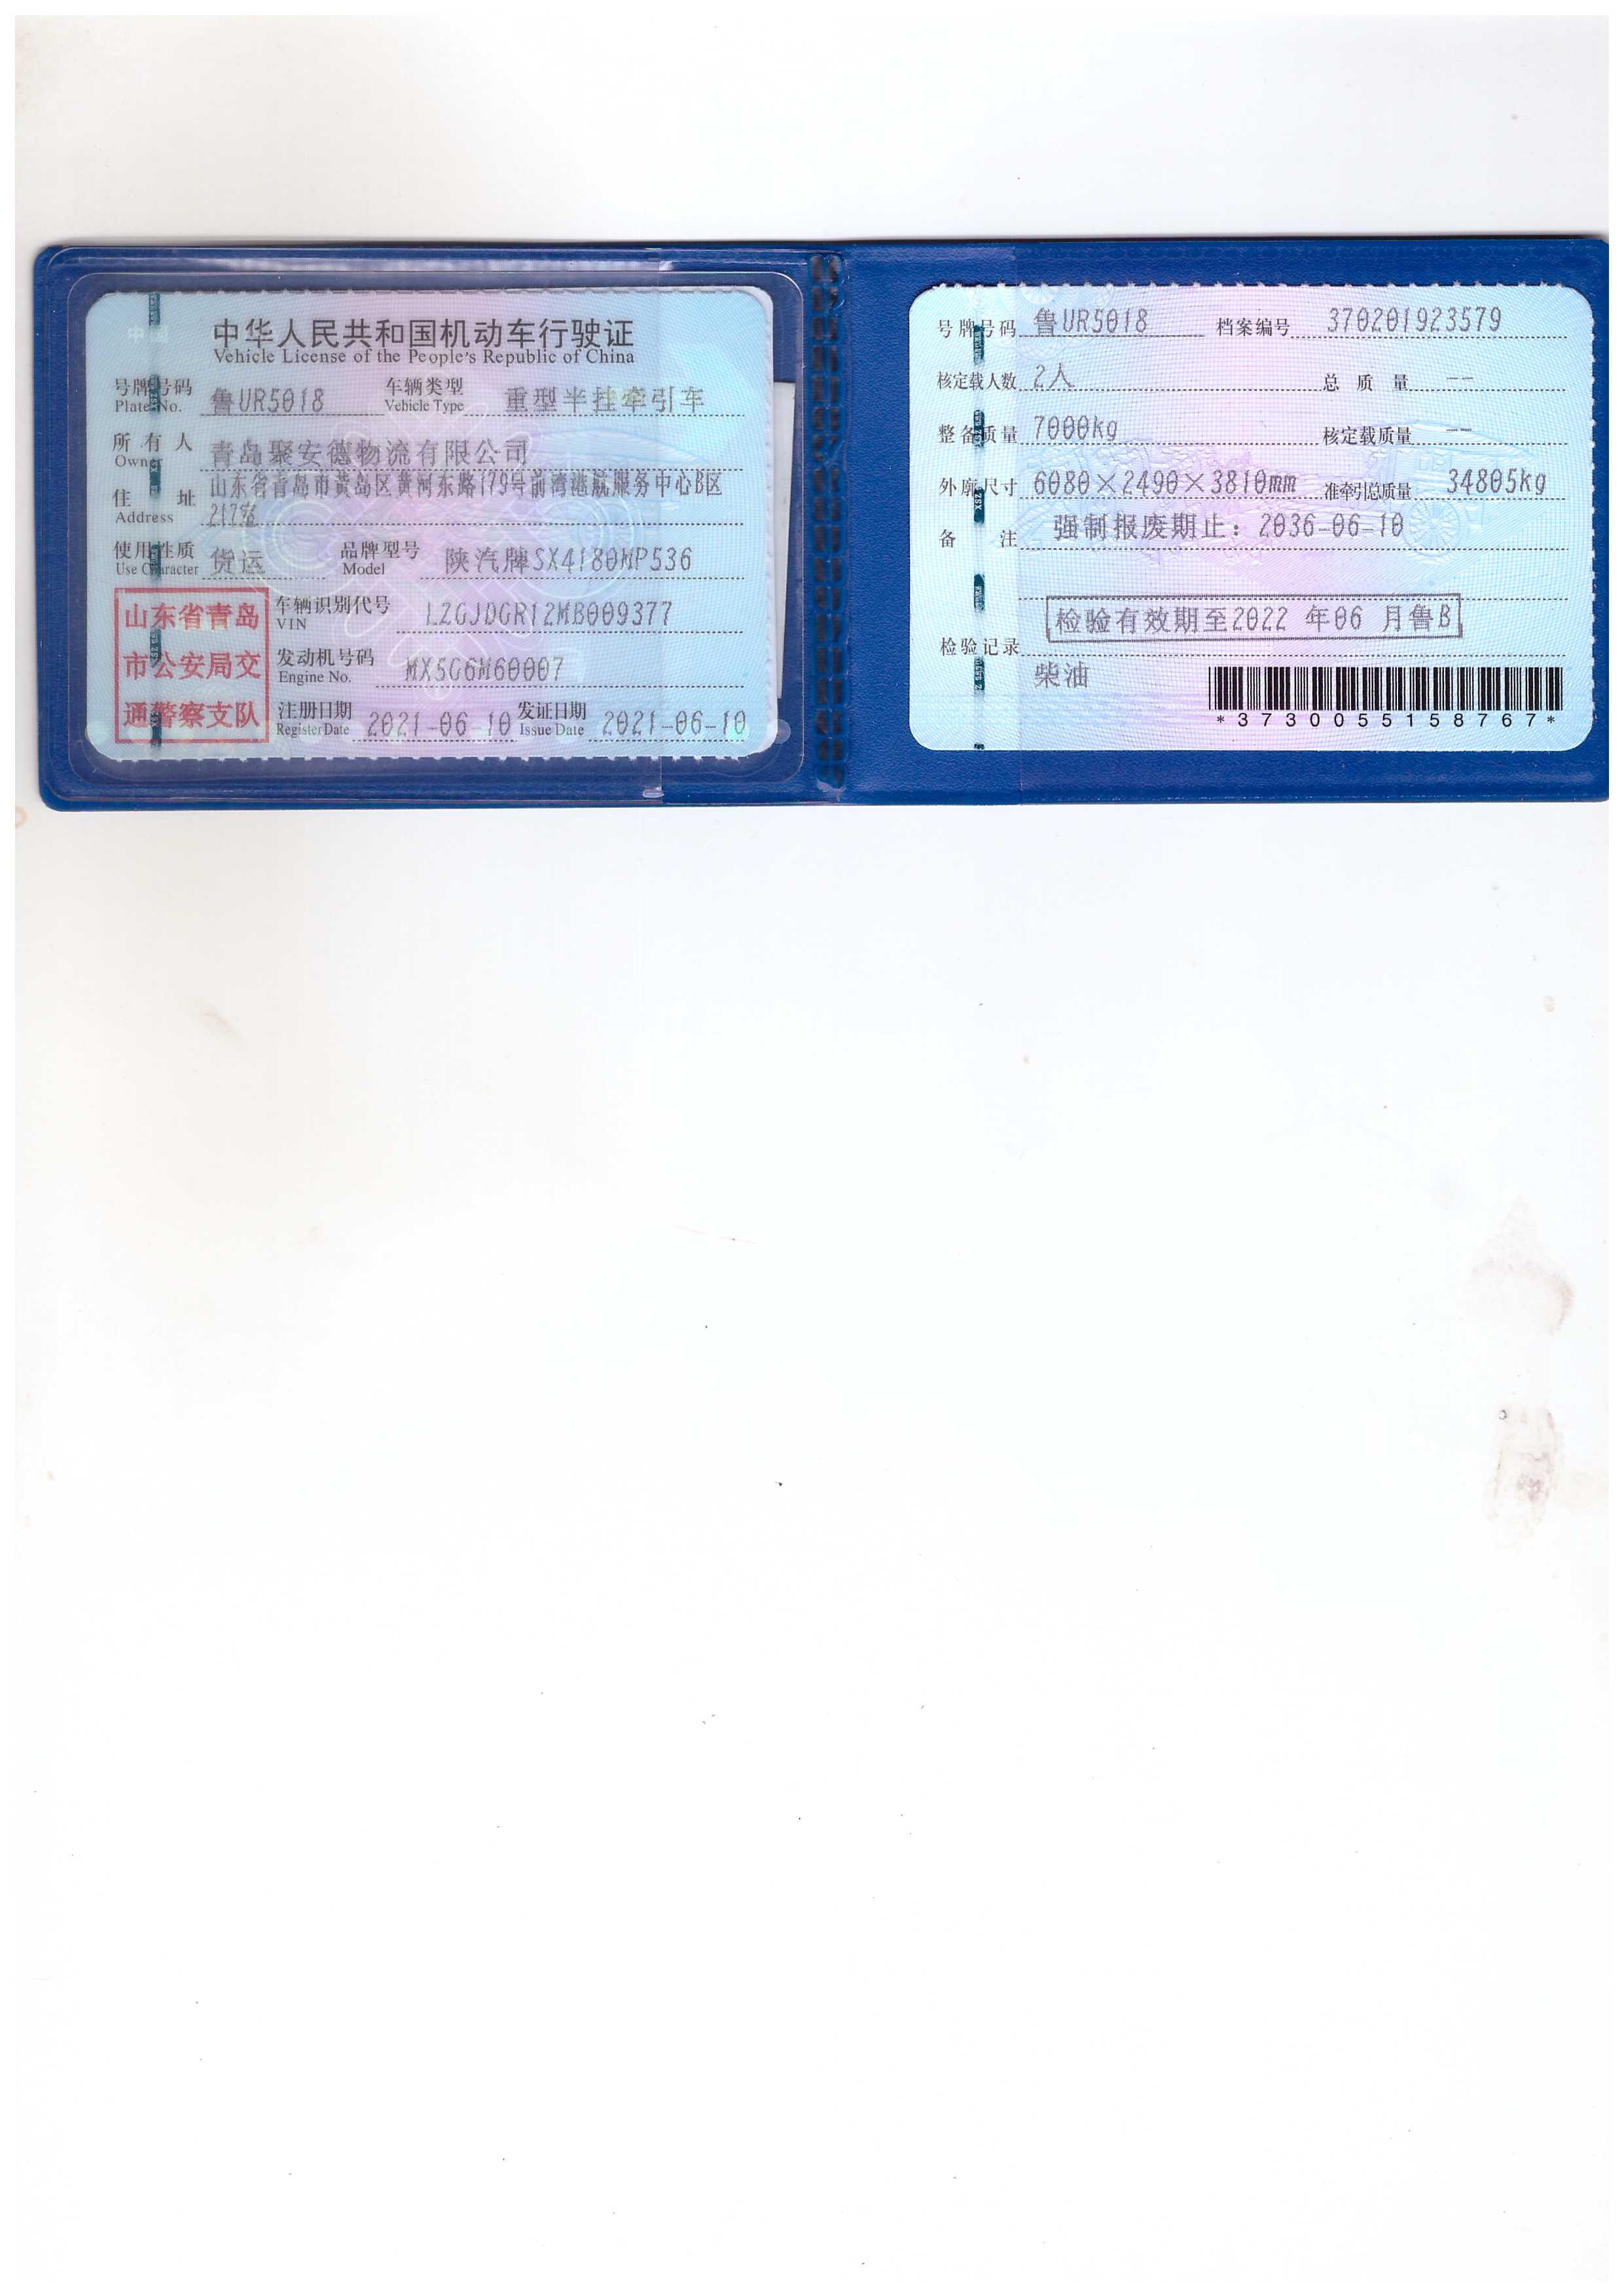 中华人民共和国机动车行驶证
Vehicle License of the People's Republic of China
号牌号码 鲁UR5018 车辆类型 重型半挂牵引车
Plate No. Vehicle Type
所有人 青岛聚安德物流有限公司
Owner
住址 山东省青岛市黄岛区黄河东路179号前湾港航服务中心B区
Address 217室
使用性质 货运 品牌型号 陕汽牌SX4180MP536
Use Character Model
山东省青岛
市公安局交
通警察支队
车辆识别代号 LZGJDGR12MB009377
VIN
发动机号码 MX5G6M60007
Engine No.
注册日期 2021-06-10 发证日期 2021-06-10
Register Date Issue Date
号牌号码 鲁UR5018 档案编号 370201923579
核定载人数 2人 总质量 --
整备质量 7000kg 核定载质量 --
外廓尺寸 6080×2490×3810mm 准牵引总质量 34805kg
备注 强制报废期止：2036-06-10
检验有效期至2022 年06 月鲁B
检验记录
柴油
*3730055158767*